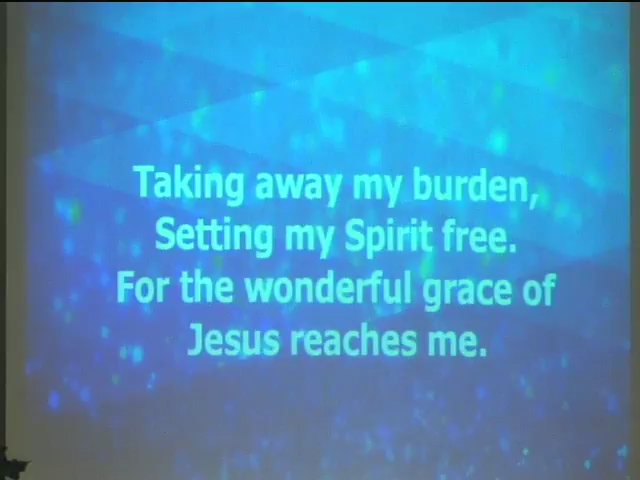 Taking away my burden,
Setting my Spirit free.
For the wonderful grace of
Jesus reaches me.